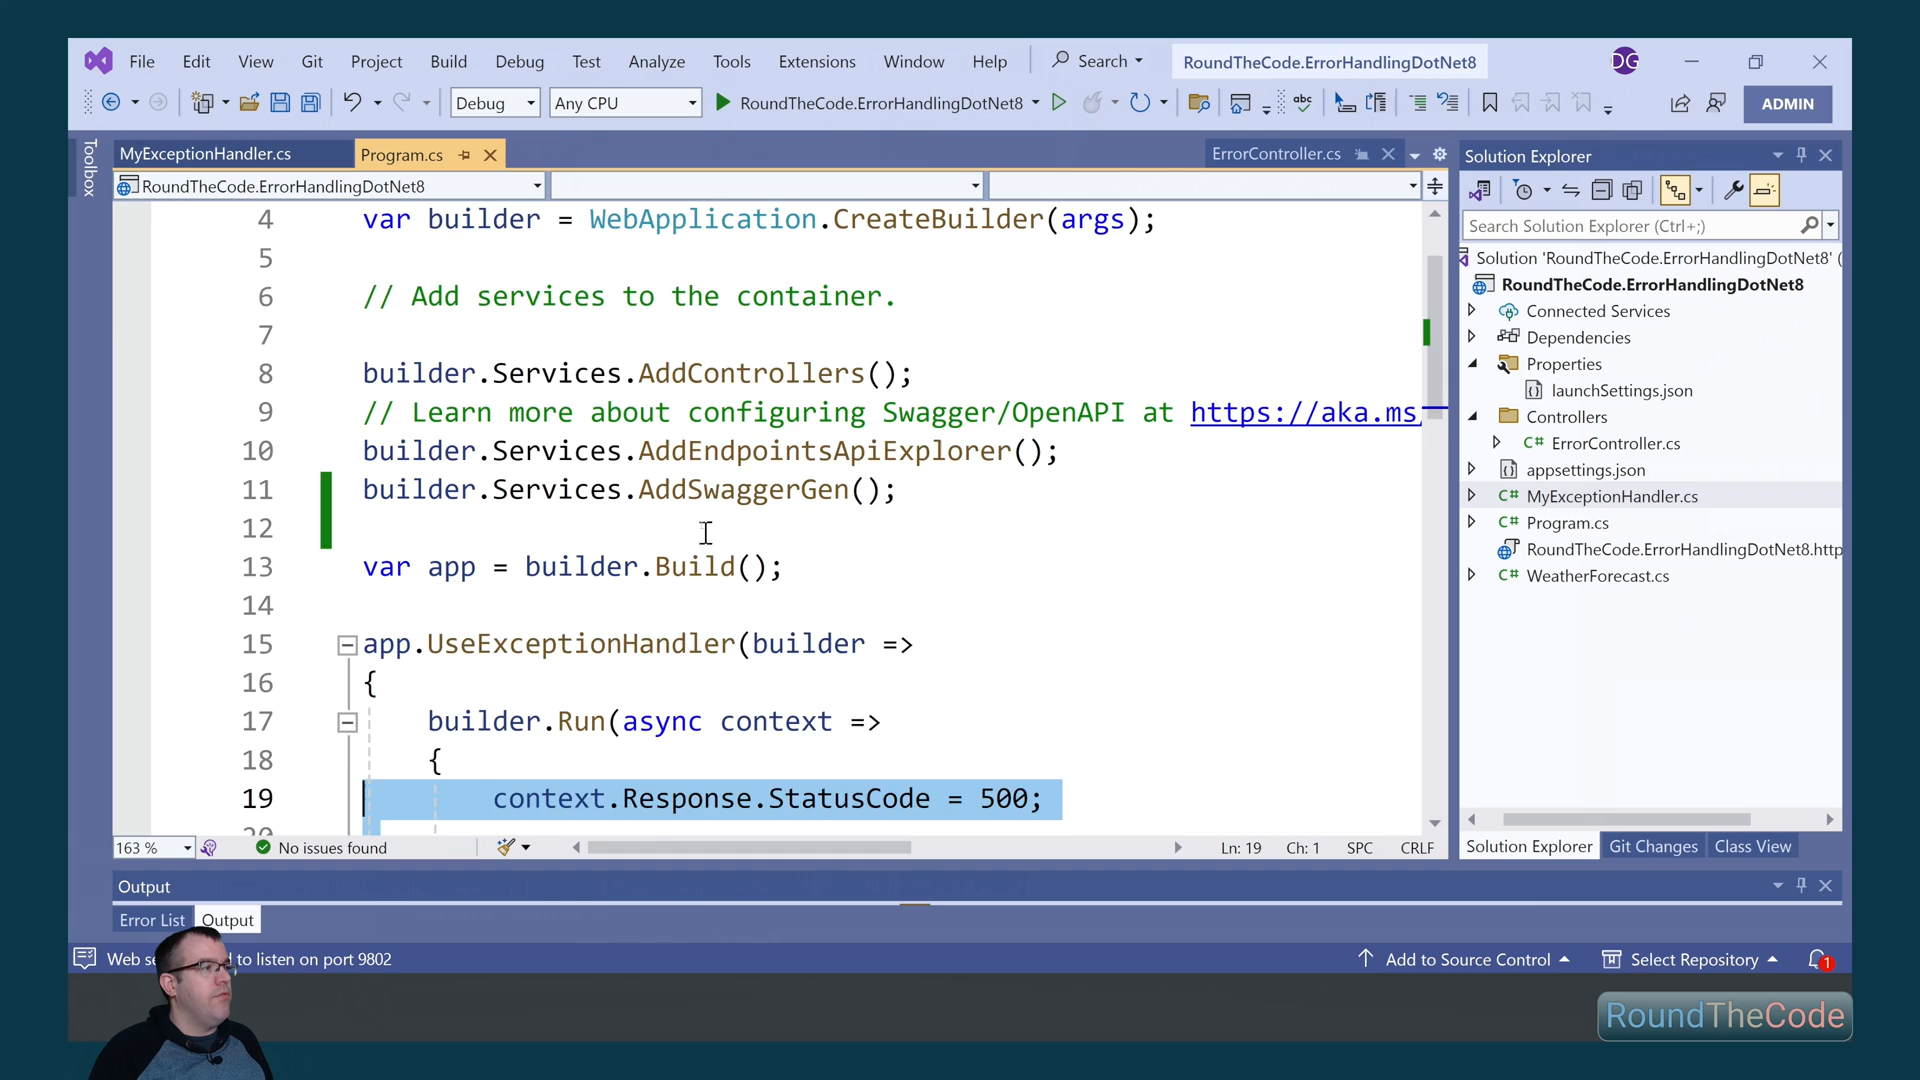 File Edit View Git Project Build Debug Test Analyze Tools Extensions Window Help Search RoundTheCode.ErrorHandlingDotNet8 DG
Debug Any CPU RoundTheCode.ErrorHandlingDotNet8 ADMIN
Toolbox
MyExceptionHandler.cs Program.cs ErrorController.cs
RoundTheCode.ErrorHandlingDotNet8
4 var builder = WebApplication.CreateBuilder(args);
5
6 // Add services to the container.
7
8 builder.Services.AddControllers();
9 // Learn more about configuring Swagger/OpenAPI at https://aka.ms/
10 builder.Services.AddEndpointsApiExplorer();
11 builder.Services.AddSwaggerGen();
12
13 var app = builder.Build();
14
15 app.UseExceptionHandler(builder =>
16 {
17 builder.Run(async context =>
18 {
19 context.Response.StatusCode = 500;
20
163 % No issues found Ln: 19 Ch: 1 SPC CRLF
Solution Explorer
Search Solution Explorer (Ctrl+;)
Solution 'RoundTheCode.ErrorHandlingDotNet8' (
RoundTheCode.ErrorHandlingDotNet8
Connected Services
Dependencies
Properties
launchSettings.json
Controllers
C# ErrorController.cs
appsettings.json
C# MyExceptionHandler.cs
C# Program.cs
RoundTheCode.ErrorHandlingDotNet8.http
C# WeatherForecast.cs
Solution Explorer Git Changes Class View
Output
Error List Output
Web to listen on port 9802 Add to Source Control Select Repository 1
RoundTheCode